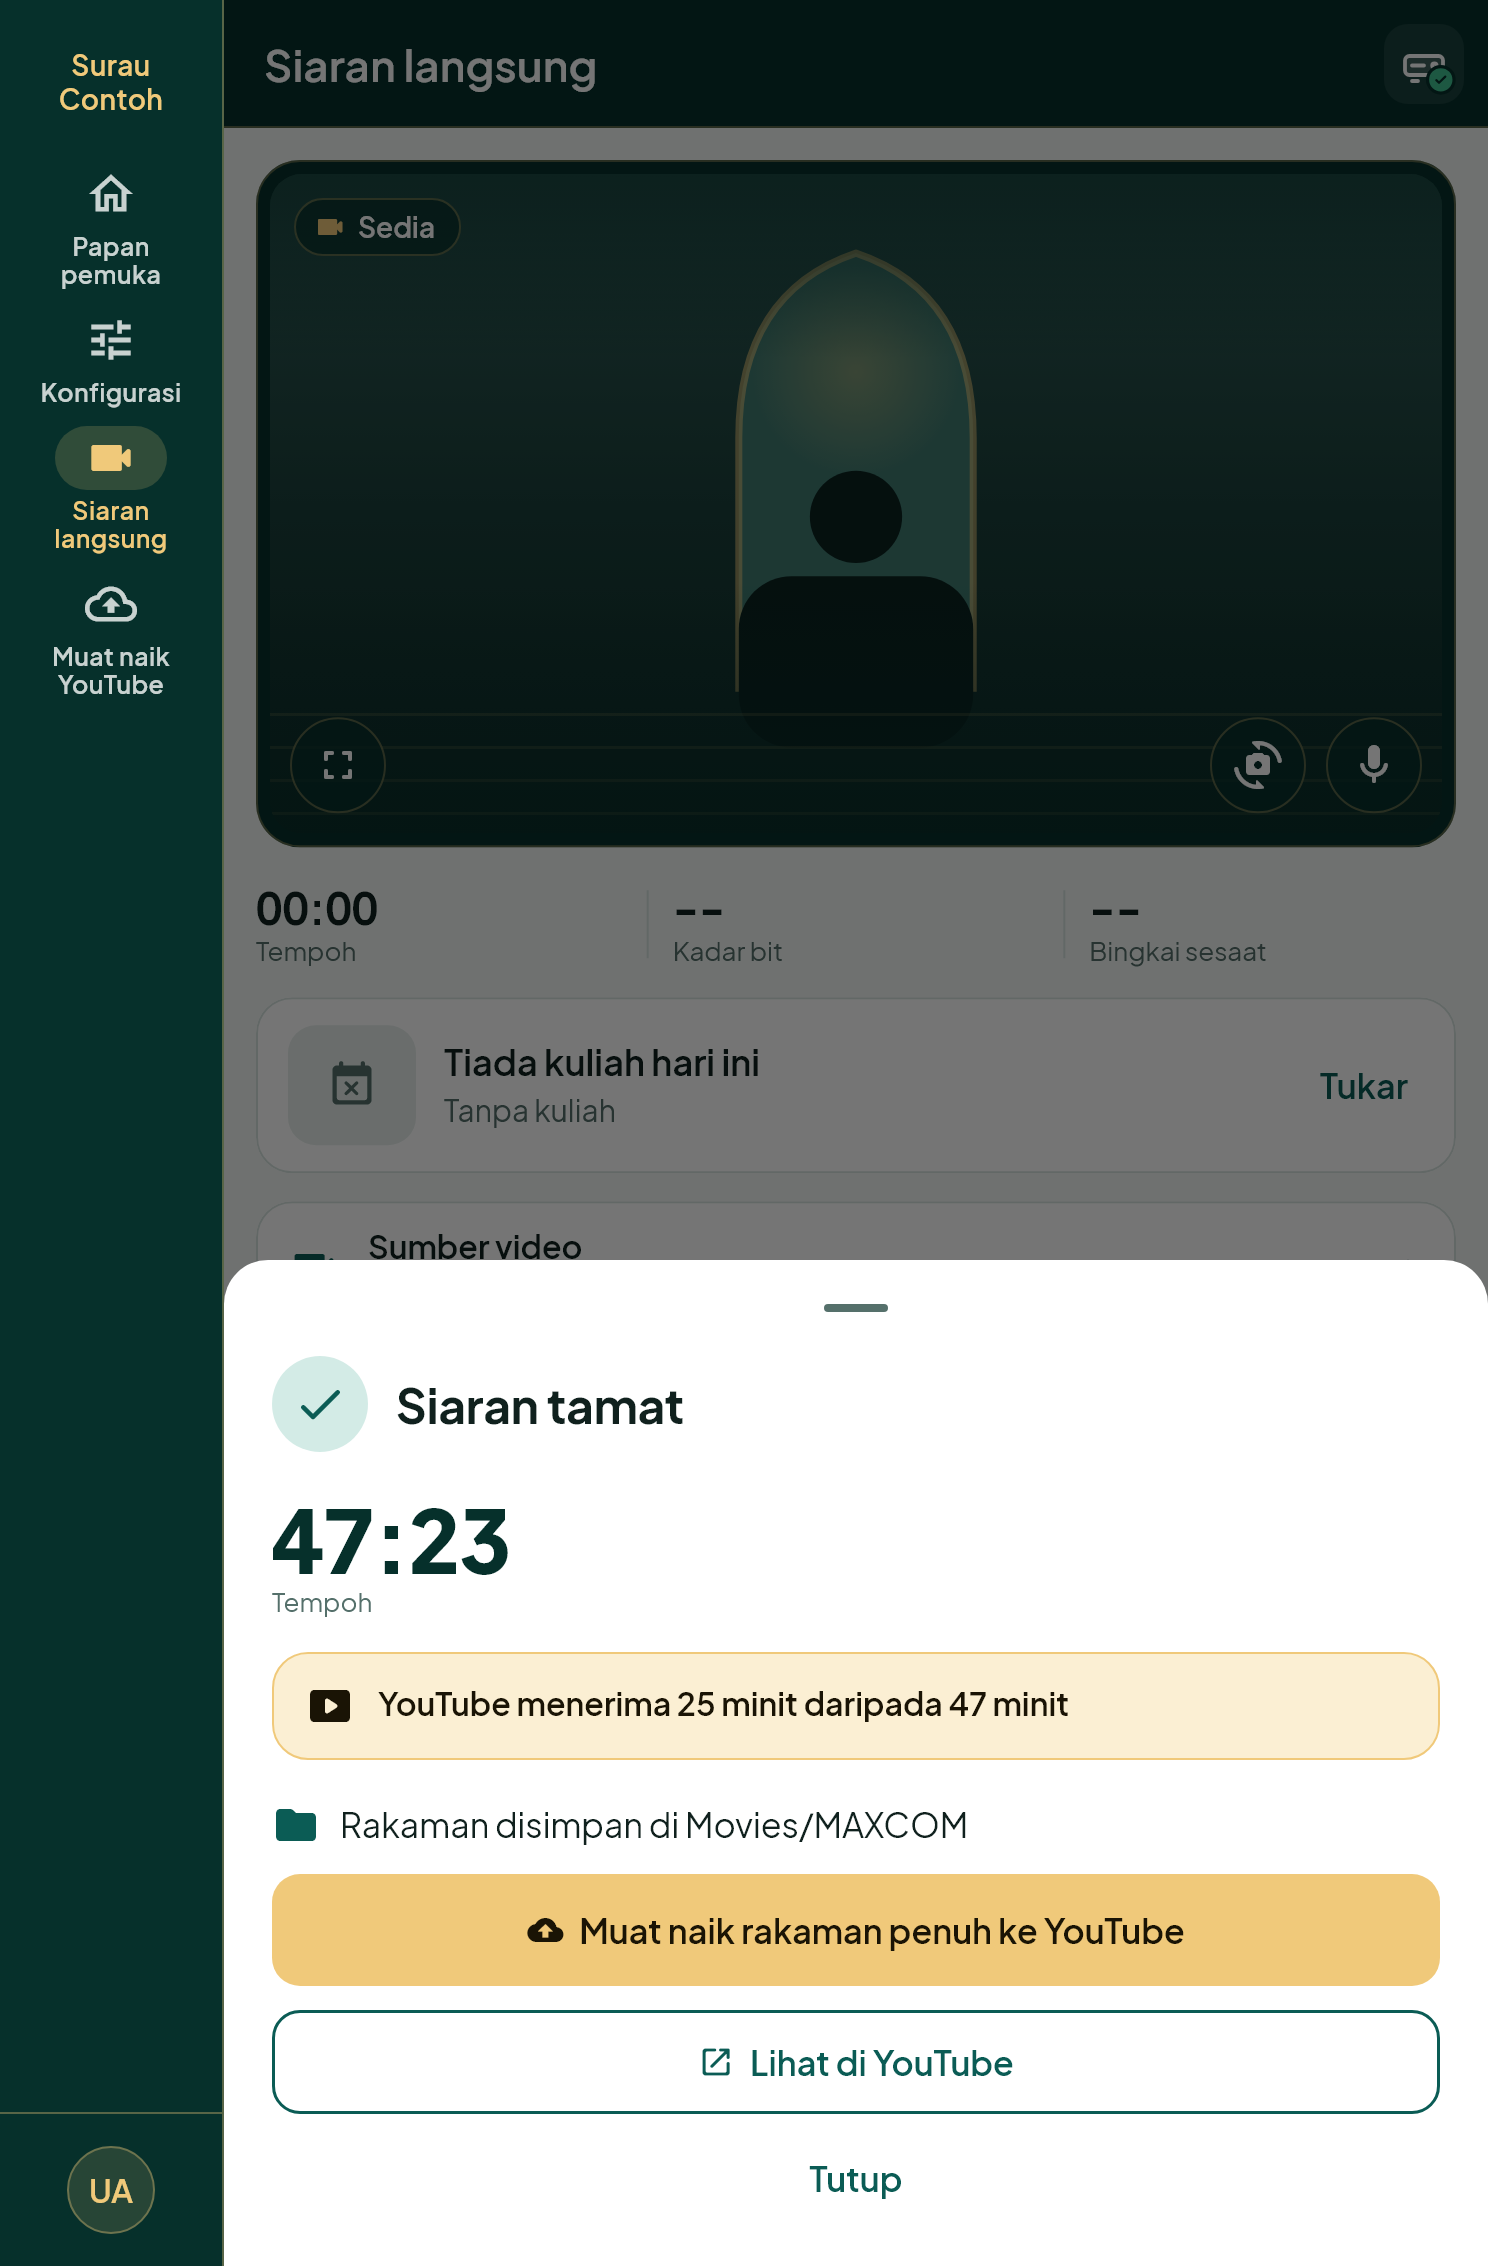 Surau
Contoh
Papan
pemuka
Konfigurasi
Siaran
langsung
Muat naik
YouTube
UA
Siaran langsung
Sedia
00:00
Tempoh
--
Kadar bit
--
Bingkai sesaat
Tiada kuliah hari ini
Tanpa kuliah
Tukar
Sumber video
Siaran tamat
47:23
Tempoh
YouTube menerima 25 minit daripada 47 minit
Rakaman disimpan di Movies/MAXCOM
Muat naik rakaman penuh ke YouTube
Lihat di YouTube
Tutup